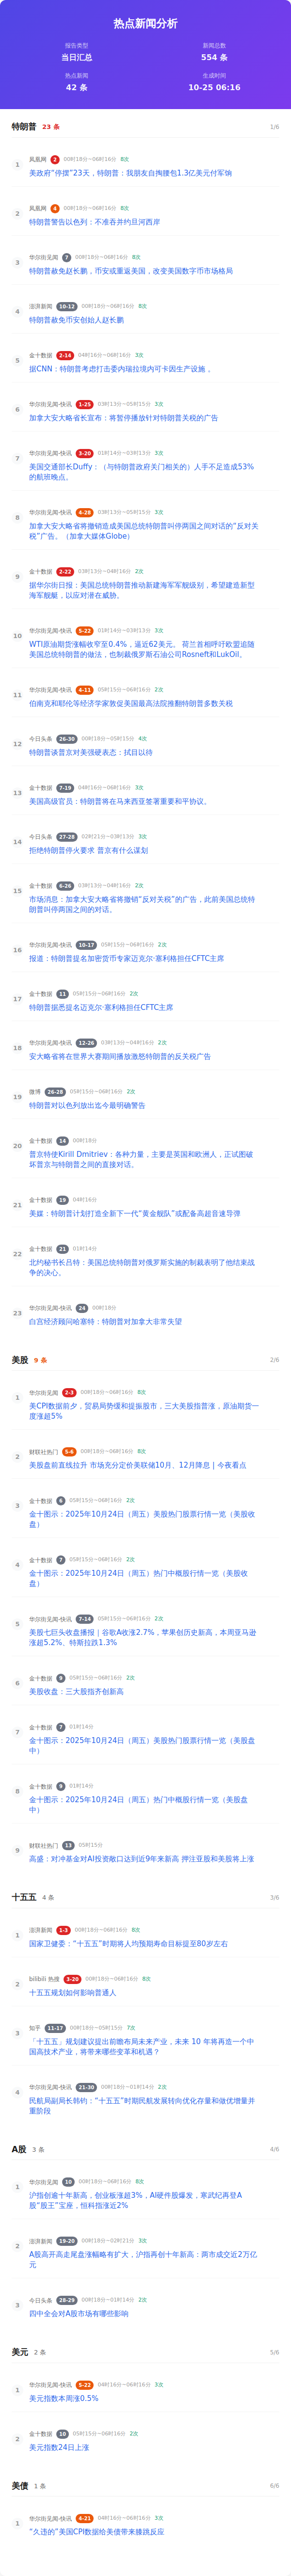 热点新闻分析
报告类型
新闻总数
当日汇总
554 条
热点新闻
生成时间
42 条
10-25 06:16
特朗普 23 条 1/6
1
凤凰网 2 00时18分~06时16分 8次
美政府“停摆”23天，特朗普：我朋友自掏腰包1.3亿美元付军饷
2
凤凰网 4 00时18分~06时16分 8次
特朗普警告以色列：不准吞并约旦河西岸
3
华尔街见闻 7 00时18分~06时16分 8次
特朗普赦免赵长鹏，币安或重返美国，改变美国数字币市场格局
4
澎湃新闻 10-12 00时18分~06时16分 8次
特朗普赦免币安创始人赵长鹏
5
金十数据 2-14 04时16分~06时16分 3次
据CNN：特朗普考虑打击委内瑞拉境内可卡因生产设施 。
6
华尔街见闻-快讯 1-25 03时13分~05时15分 3次
加拿大安大略省长宣布：将暂停播放针对特朗普关税的广告
7
华尔街见闻-快讯 3-20 01时14分~03时13分 3次
美国交通部长Duffy：（与特朗普政府关门相关的）人手不足造成53%
的航班晚点。
8
华尔街见闻-快讯 4-28 03时13分~05时15分 3次
加拿大安大略省将撤销造成美国总统特朗普叫停两国之间对话的“反对关
税”广告。（加拿大媒体Globe）
9
金十数据 2-22 03时13分~04时16分 2次
据华尔街日报：美国总统特朗普推动新建海军军舰级别，希望建造新型
海军舰艇，以应对潜在威胁。
10
华尔街见闻-快讯 5-22 01时14分~03时13分 3次
WTI原油期货涨幅收窄至0.4%，逼近62美元。 荷兰首相呼吁欧盟追随
美国总统特朗普的做法，也制裁俄罗斯石油公司Rosneft和LukOil。
11
华尔街见闻-快讯 4-11 05时15分~06时16分 2次
伯南克和耶伦等经济学家敦促美国最高法院推翻特朗普多数关税
12
今日头条 26-30 00时18分~05时15分 4次
特朗普谈普京对美强硬表态：拭目以待
13
金十数据 7-19 04时16分~06时16分 3次
美国高级官员：特朗普将在马来西亚签署重要和平协议。
14
今日头条 27-28 02时21分~03时13分 3次
拒绝特朗普停火要求 普京有什么谋划
15
金十数据 6-26 03时13分~04时16分 2次
市场消息：加拿大安大略省将撤销“反对关税”的广告，此前美国总统特
朗普叫停两国之间的对话。
16
华尔街见闻-快讯 10-17 05时15分~06时16分 2次
报道：特朗普提名加密货币专家迈克尔·塞利格担任CFTC主席
17
金十数据 11 05时15分~06时16分 2次
特朗普据悉提名迈克尔·塞利格担任CFTC主席
18
华尔街见闻-快讯 12-26 03时13分~04时16分 2次
安大略省将在世界大赛期间播放激怒特朗普的反关税广告
19
微博 26-28 05时15分~06时16分 2次
特朗普对以色列放出迄今最明确警告
20
金十数据 14 00时18分
普京特使Kirill Dmitriev：各种力量，主要是英国和欧洲人，正试图破
坏普京与特朗普之间的直接对话。
21
金十数据 19 04时16分
美媒：特朗普计划打造全新下一代“黄金舰队”或配备高超音速导弹
22
金十数据 21 01时14分
北约秘书长吕特：美国总统特朗普对俄罗斯实施的制裁表明了他结束战
争的决心。
23
华尔街见闻-快讯 24 00时18分
白宫经济顾问哈塞特：特朗普对加拿大非常失望
美股 9 条 2/6
1
华尔街见闻 2-3 00时18分~06时16分 8次
美CPI数据前夕，贸易局势缓和提振股市，三大美股指普涨，原油期货一
度涨超5%
2
财联社热门 5-6 00时18分~06时16分 8次
美股盘前直线拉升 市场充分定价美联储10月、12月降息 | 今夜看点
3
金十数据 6 05时15分~06时16分 2次
金十图示：2025年10月24日（周五）美股热门股票行情一览（美股收
盘）
4
金十数据 7 05时15分~06时16分 2次
金十图示：2025年10月24日（周五）美股热门中概股行情一览（美股收
盘）
5
华尔街见闻-快讯 7-14 05时15分~06时16分 2次
美股七巨头收盘播报｜谷歌A收涨2.7%，苹果创历史新高，本周亚马逊
涨超5.2%、特斯拉跌1.3%
6
金十数据 9 05时15分~06时16分 2次
美股收盘：三大股指齐创新高
7
金十数据 7 01时14分
金十图示：2025年10月24日（周五）美股热门股票行情一览（美股盘
中）
8
金十数据 9 01时14分
金十图示：2025年10月24日（周五）美股热门中概股行情一览（美股盘
中）
9
财联社热门 13 05时15分
高盛：对冲基金对AI投资敞口达到近9年来新高 押注亚股和美股将上涨
十五五 4 条 3/6
1
澎湃新闻 1-3 00时18分~06时16分 8次
国家卫健委：“十五五”时期将人均预期寿命目标提至80岁左右
2
bilibili 热搜 3-20 00时18分~06时16分 8次
十五五规划如何影响普通人
3
知乎 11-17 00时18分~05时15分 7次
「十五五」规划建议提出前瞻布局未来产业，未来 10 年将再造一个中
国高技术产业，将带来哪些变革和机遇？
4
华尔街见闻-快讯 21-30 00时18分~01时14分 2次
民航局副局长韩钧：“十五五”时期民航发展转向优化存量和做优增量并
重阶段
A股 3 条 4/6
1
华尔街见闻 10 00时18分~06时16分 8次
沪指创逾十年新高，创业板涨超3%，AI硬件股爆发，寒武纪再登A
股“股王”宝座，恒科指涨近2%
2
澎湃新闻 19-20 00时18分~02时21分 3次
A股高开高走尾盘涨幅略有扩大，沪指再创十年新高：两市成交近2万亿
元
3
今日头条 28-29 00时18分~01时14分 2次
四中全会对A股市场有哪些影响
美元 2 条 5/6
1
华尔街见闻-快讯 5-22 04时16分~06时16分 3次
美元指数本周涨0.5%
2
金十数据 10 05时15分~06时16分 2次
美元指数24日上涨
美债 1 条 6/6
1
华尔街见闻-快讯 4-21 04时16分~06时16分 3次
“久违的”美国CPI数据给美债带来膝跳反应